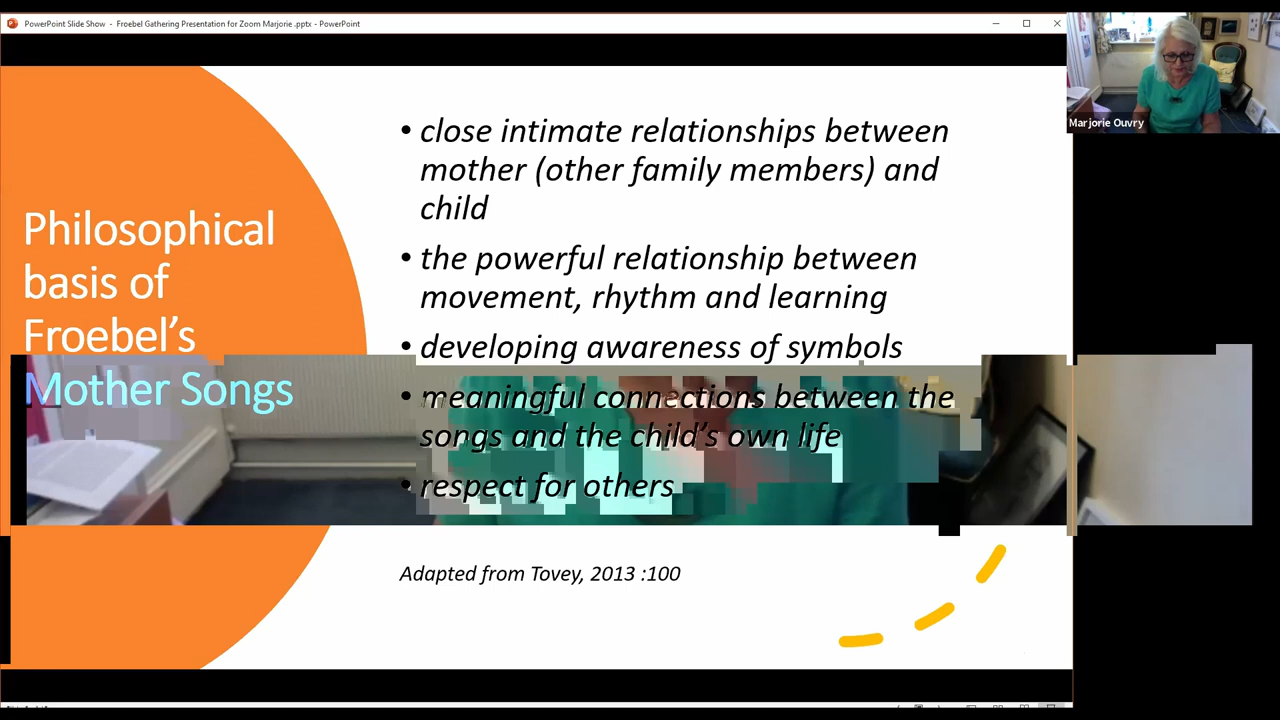 PowerPoint Slide Show - Froebel Gathering Presentation for Zoom Marjorie .pptx - PowerPoint
Marjorie Ouvry
Philosophical
basis of
Froebel's
Mother Songs
• close intimate relationships between
mother (other family members) and
child
• the powerful relationship between
movement, rhythm and learning
• developing awareness of symbols
• meaningful connections between the
songs and the child's own life
• respect for others
Adapted from Tovey, 2013 :100